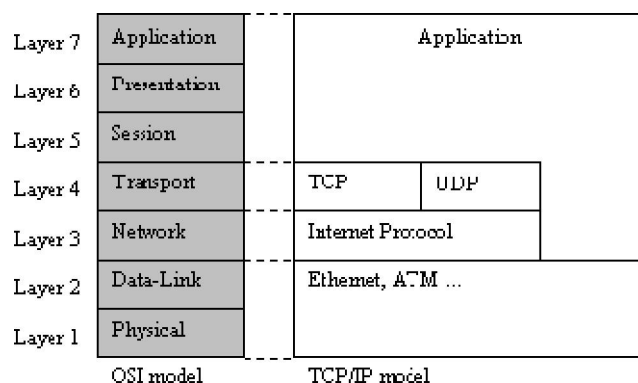 Layer 7 Application Application
Layer 6 Presentation
Layer 5 Session
Layer 4 Transport TCP UDP
Layer 3 Network Internet Protocol
Layer 2 Data-Link Ethernet, ATM ...
Layer 1 Physical
OSI model TCP/IP model